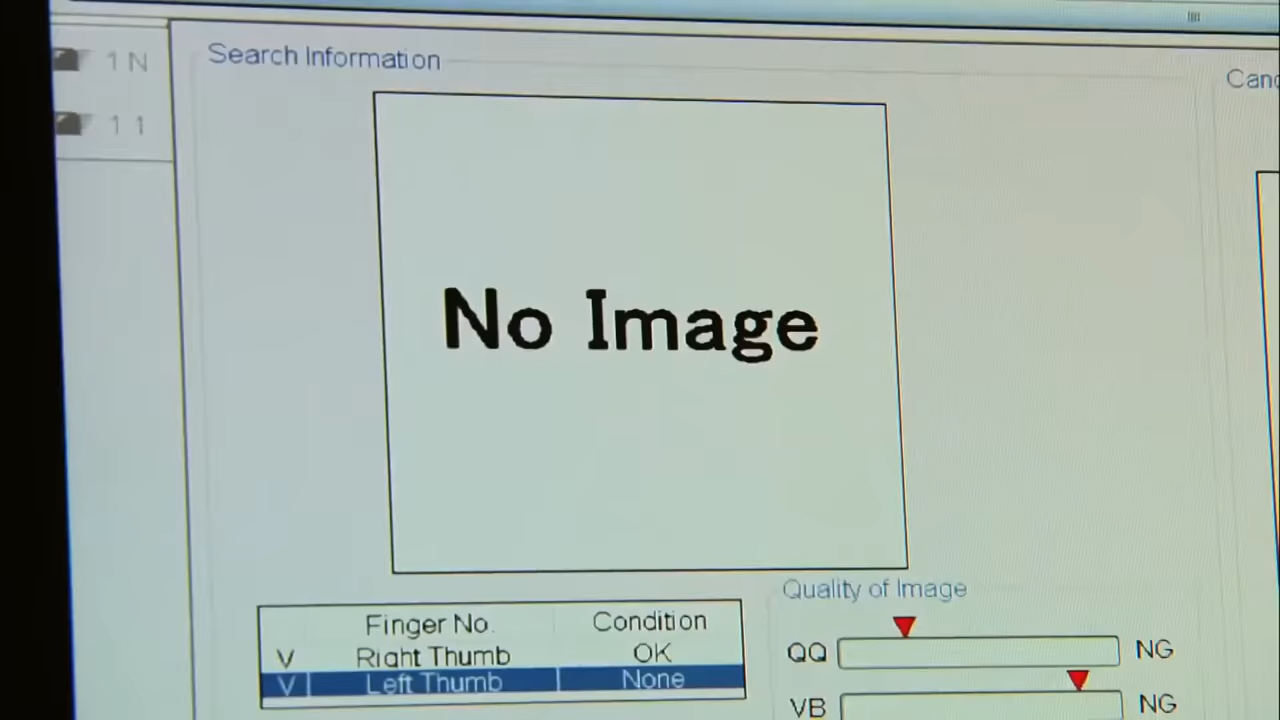 1 N
1 1
Search Information
No Image
Finger No. Condition
V Right Thumb OK
V Left Thumb None
Quality of Image
QQ NG
VB NG